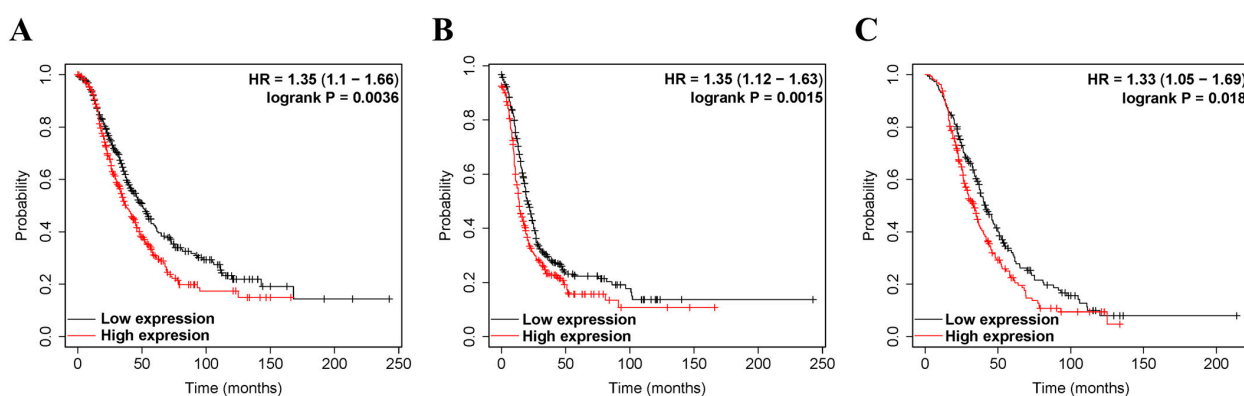 A
HR = 1.35 (1.1 – 1.66)
logrank P = 0.0036
Probability
0.0 0.2 0.4 0.6 0.8 1.0
Low expression
High expresion
0 50 100 150 200 250
Time (months)
B
HR = 1.35 (1.12 – 1.63)
logrank P = 0.0015
Probability
0.0 0.2 0.4 0.6 0.8 1.0
Low expression
High expresion
0 50 100 150 200 250
Time (months)
C
HR = 1.33 (1.05 – 1.69)
logrank P = 0.018
Probability
0.0 0.2 0.4 0.6 0.8 1.0
Low expression
High expresion
0 50 100 150 200
Time (months)